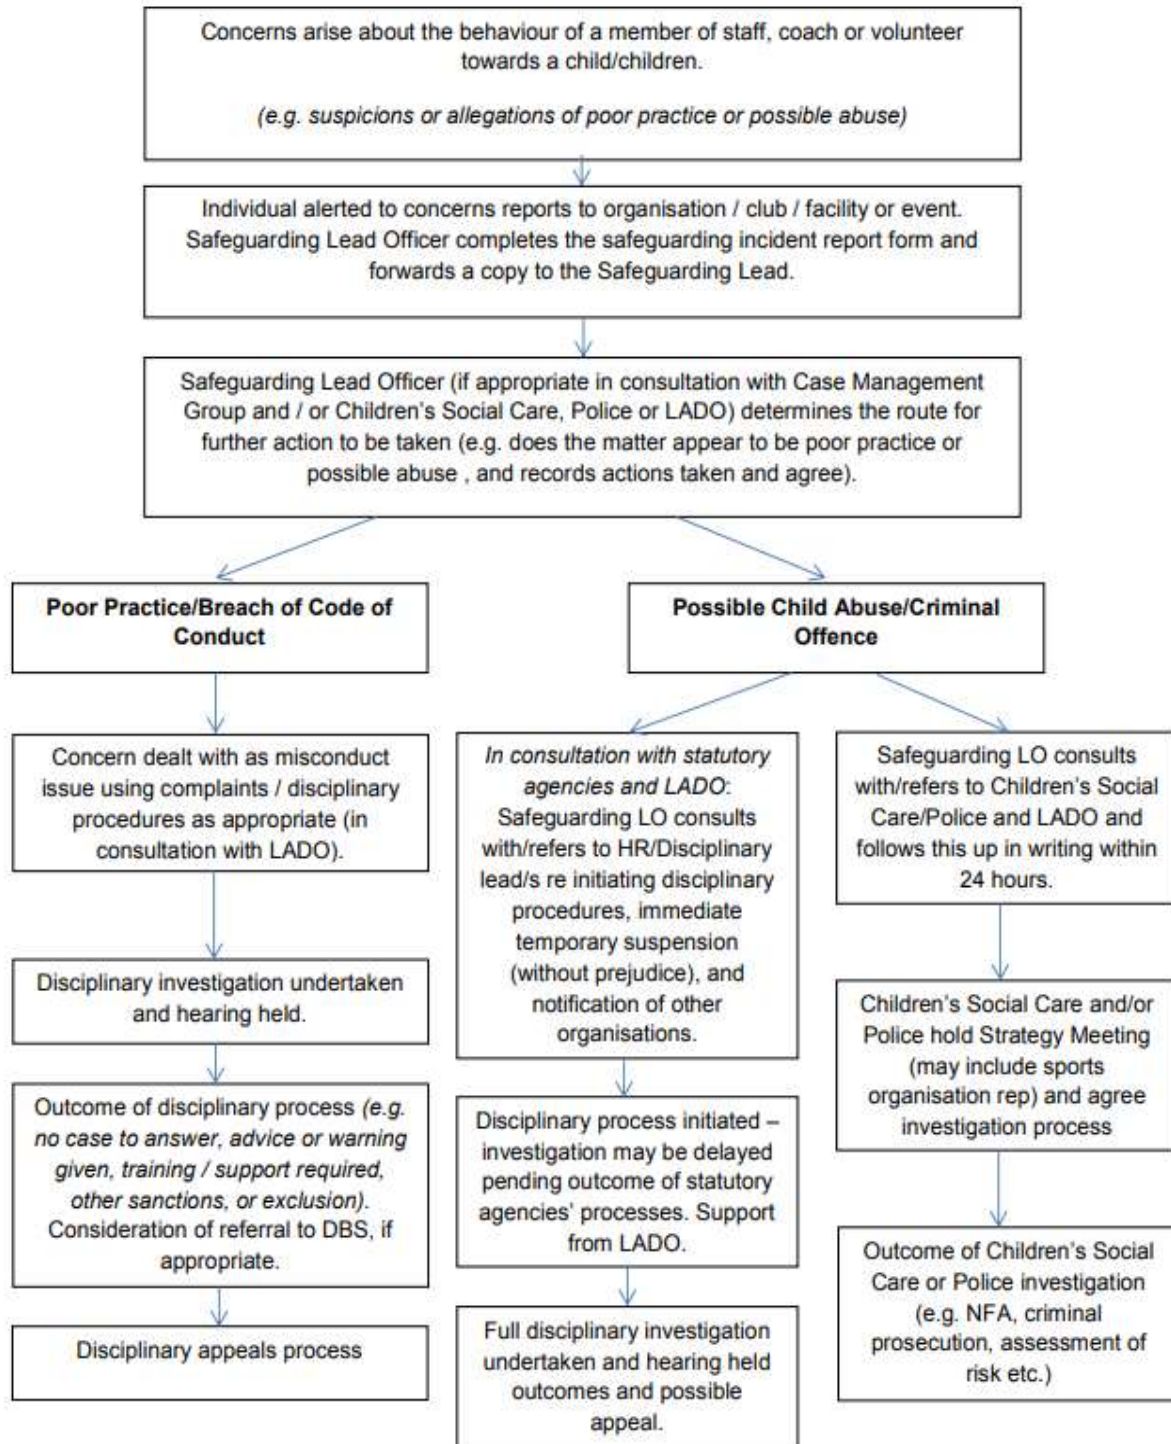 Concerns arise about the behaviour of a member of staff, coach or volunteer
towards a child/children.
(e.g. suspicions or allegations of poor practice or possible abuse)
Individual alerted to concerns reports to organisation / club / facility or event.
Safeguarding Lead Officer completes the safeguarding incident report form and
forwards a copy to the Safeguarding Lead.
Safeguarding Lead Officer (if appropriate in consultation with Case Management
Group and / or Children's Social Care, Police or LADO) determines the route for
further action to be taken (e.g. does the matter appear to be poor practice or
possible abuse , and records actions taken and agree).
Poor Practice/Breach of Code of
Conduct
Possible Child Abuse/Criminal
Offence
Concern dealt with as misconduct
issue using complaints / disciplinary
procedures as appropriate (in
consultation with LADO).
Disciplinary investigation undertaken
and hearing held.
Outcome of disciplinary process (e.g.
no case to answer, advice or warning
given, training / support required,
other sanctions, or exclusion).
Consideration of referral to DBS, if
appropriate.
Disciplinary appeals process
In consultation with statutory
agencies and LADO:
Safeguarding LO consults
with/refers to HR/Disciplinary
lead/s re initiating disciplinary
procedures, immediate
temporary suspension
(without prejudice), and
notification of other
organisations.
Disciplinary process initiated –
investigation may be delayed
pending outcome of statutory
agencies' processes. Support
from LADO.
Full disciplinary investigation
undertaken and hearing held
outcomes and possible
appeal.
Safeguarding LO consults
with/refers to Children's Social
Care/Police and LADO and
follows this up in writing within
24 hours.
Children's Social Care and/or
Police hold Strategy Meeting
(may include sports
organisation rep) and agree
investigation process
Outcome of Children's Social
Care or Police investigation
(e.g. NFA, criminal
prosecution, assessment of
risk etc.)